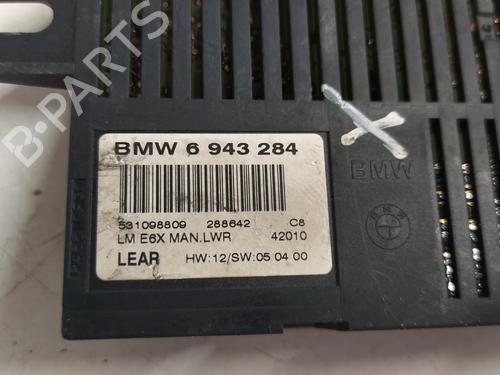 B-PARTS
BMW 6 943 284
531098809 288642 C8
LM E6X MAN.LWR 42010
LEAR HW:12/SW:05 04 00
BMW